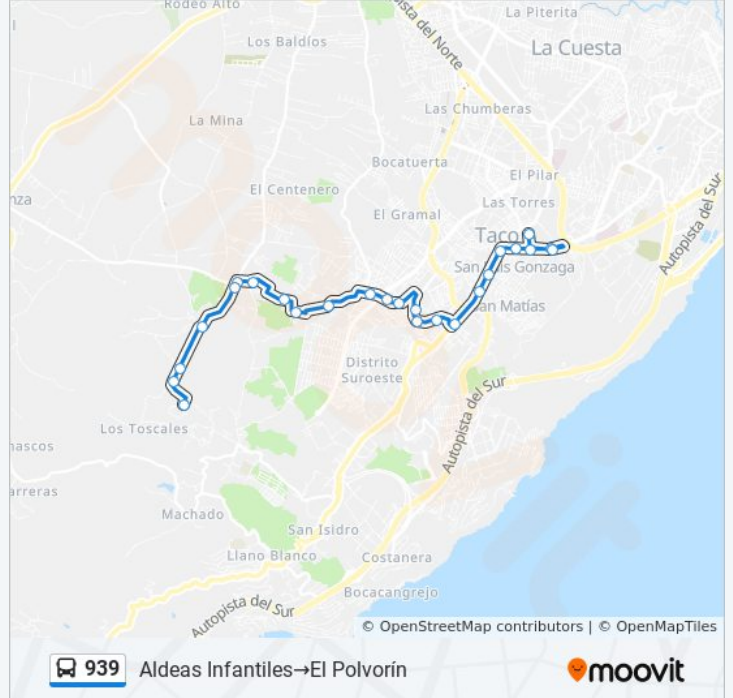 Rodeo Alto
La Piterita
Autopista del Norte
Los Baldíos
La Cuesta
Las Chumberas
La Mina
Bocatuerta
El Pilar
El Centenero
Las Torres
nza
El Gramal
Autopista del Sur
San Luis Gonzaga
San Matías
Distrito
Suroeste
Autopista del Sur
Los Toscales
nascos
arreras
Machado
San Isidro
Llano Blanco
Costanera
Bocacangrejo
Autopista del Sur
© OpenStreetMap contributors | © OpenMapTiles
939 Aldeas Infantiles→El Polvorín
moovit